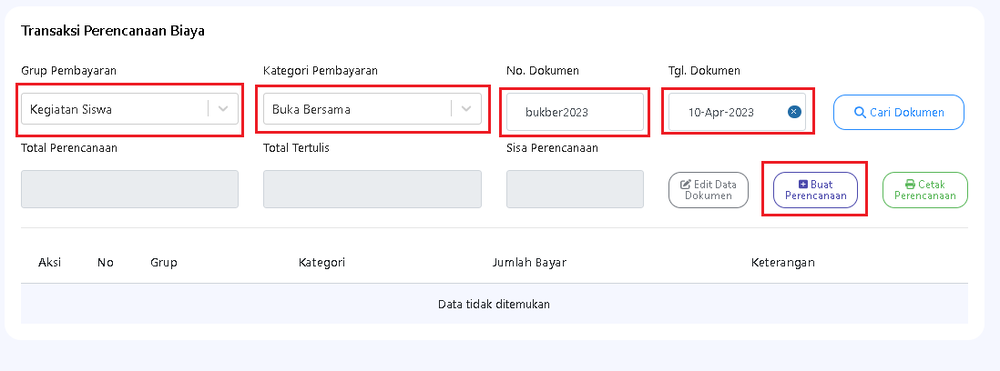 Transaksi Perencanaan Biaya
Grup Pembayaran Kategori Pembayaran No. Dokumen Tgl. Dokumen
Kegiatan Siswa Buka Bersama bukber2023 10-Apr-2023 Cari Dokumen
Total Perencanaan Total Tertulis Sisa Perencanaan
Edit Data Dokumen Buat Perencanaan Cetak Perencanaan
Aksi No Grup Kategori Jumlah Bayar Keterangan
Data tidak ditemukan